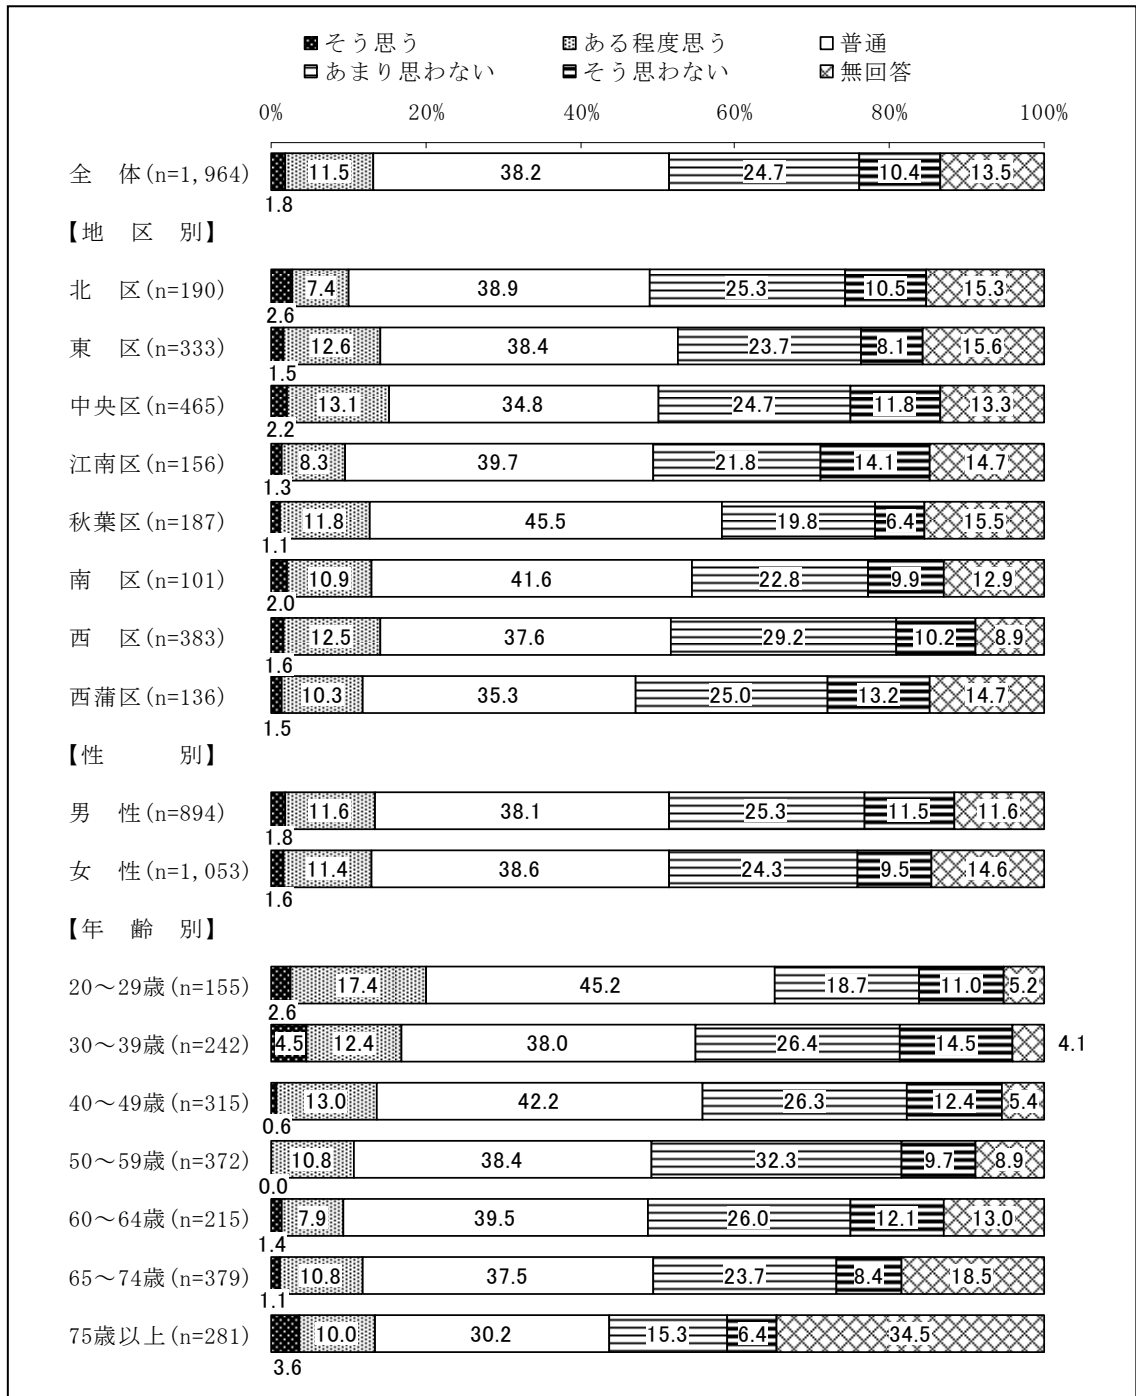 そう思う ある程度思う 普通
あまり思わない そう思わない 無回答
0% 20% 40% 60% 80% 100%
全 体(n=1,964) 11.5 38.2 24.7 10.4 13.5
1.8
【地 区 別】
北 区(n=190) 7.4 38.9 25.3 10.5 15.3
2.6
東 区(n=333) 12.6 38.4 23.7 8.1 15.6
1.5
中央区(n=465) 13.1 34.8 24.7 11.8 13.3
2.2
江南区(n=156) 8.3 39.7 21.8 14.1 14.7
1.3
秋葉区(n=187) 11.8 45.5 19.8 6.4 15.5
1.1
南 区(n=101) 10.9 41.6 22.8 9.9 12.9
2.0
西 区(n=383) 12.5 37.6 29.2 10.2 8.9
1.6
西蒲区(n=136) 10.3 35.3 25.0 13.2 14.7
1.5
【性 別】
男 性(n=894) 11.6 38.1 25.3 11.5 11.6
1.8
女 性(n=1,053) 11.4 38.6 24.3 9.5 14.6
1.6
【年 齢 別】
20～29歳(n=155) 17.4 45.2 18.7 11.0 5.2
2.6
30～39歳(n=242) 4.5 12.4 38.0 26.4 14.5 4.1
40～49歳(n=315) 13.0 42.2 26.3 12.4 5.4
0.6
50～59歳(n=372) 10.8 38.4 32.3 9.7 8.9
0.0
60～64歳(n=215) 7.9 39.5 26.0 12.1 13.0
1.4
65～74歳(n=379) 10.8 37.5 23.7 8.4 18.5
1.1
75歳以上(n=281) 10.0 30.2 15.3 6.4 34.5
3.6